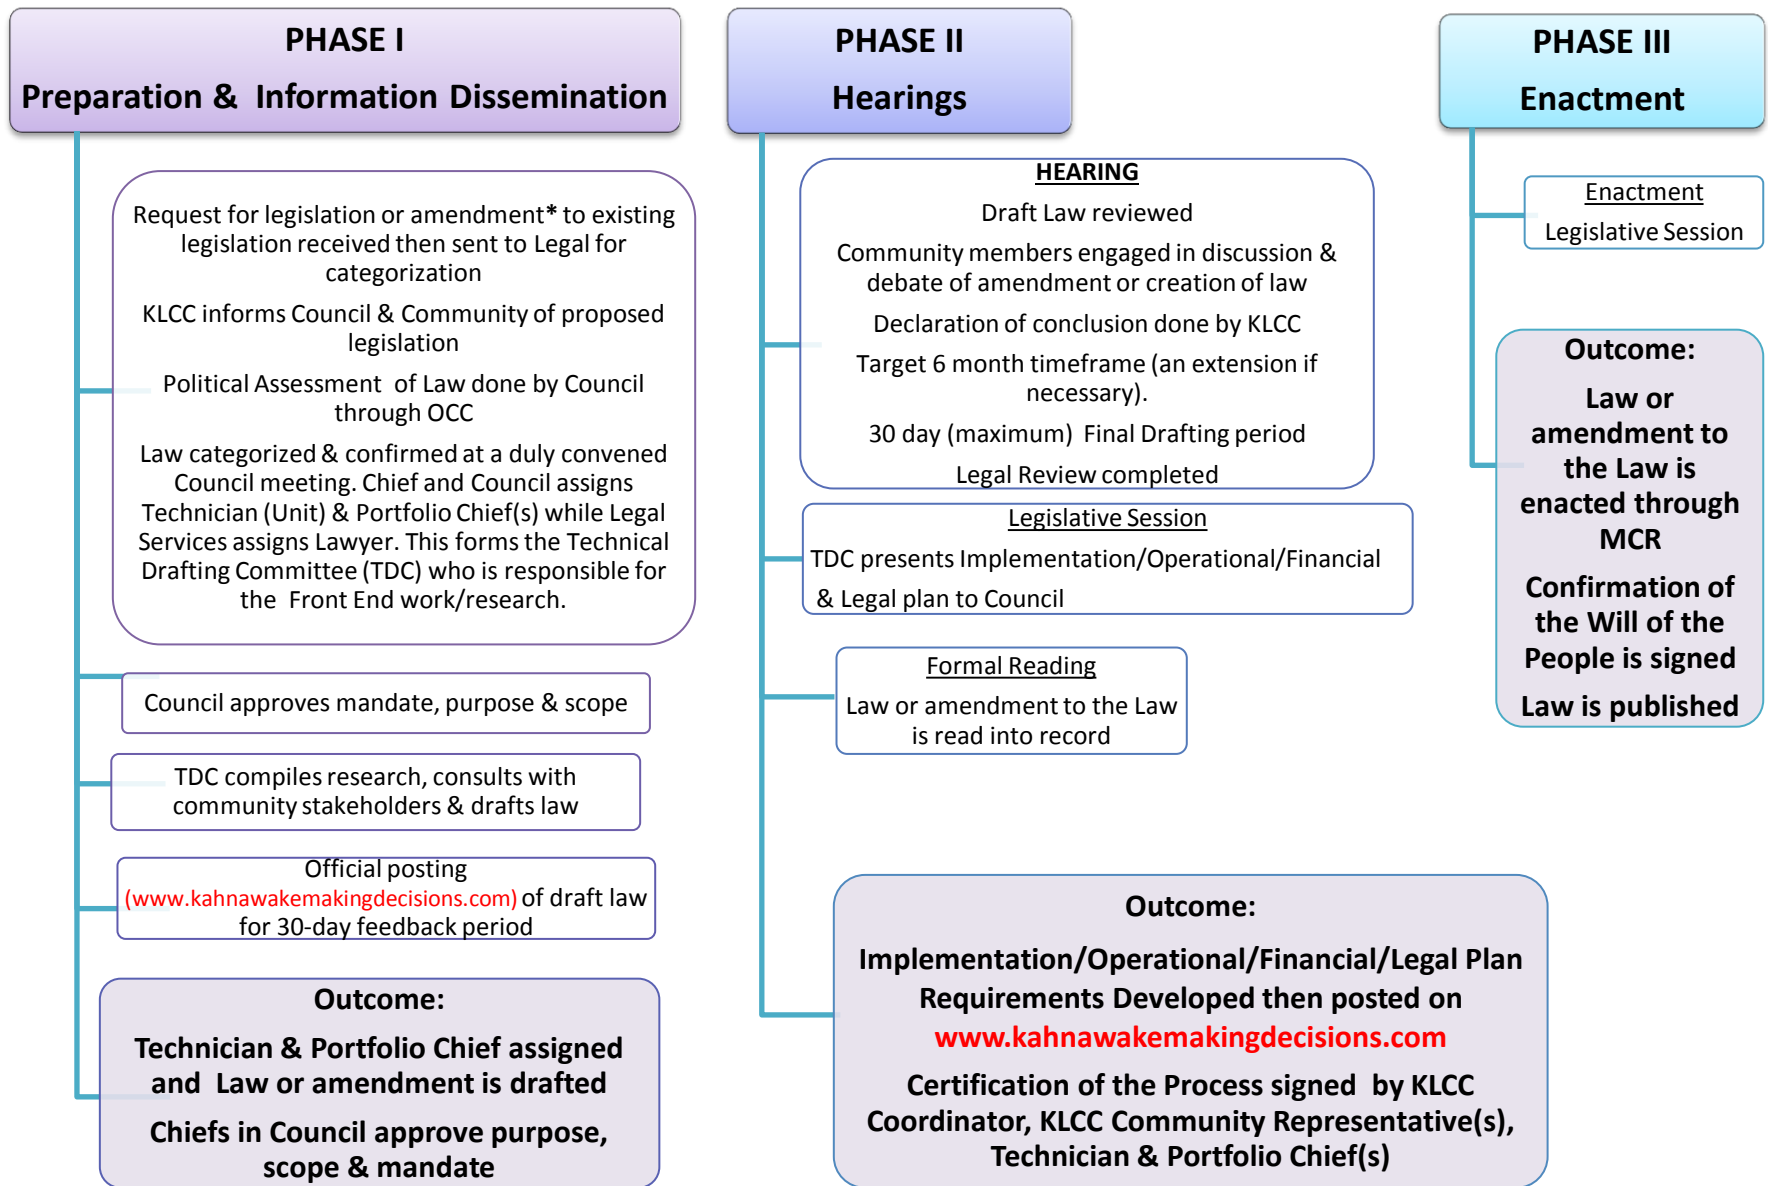 PHASE I
Preparation & Information Dissemination
Request for legislation or amendment* to existing
legislation received then sent to Legal for
categorization
KLCC informs Council & Community of proposed
legislation
Political Assessment of Law done by Council
through OCC
Law categorized & confirmed at a duly convened
Council meeting. Chief and Council assigns
Technician (Unit) & Portfolio Chief(s) while Legal
Services assigns Lawyer. This forms the Technical
Drafting Committee (TDC) who is responsible for
the Front End work/research.
Council approves mandate, purpose & scope
TDC compiles research, consults with
community stakeholders & drafts law
Official posting
(www.kahnawakemakingdecisions.com) of draft law
for 30-day feedback period
Outcome:
Technician & Portfolio Chief assigned
and Law or amendment is drafted
Chiefs in Council approve purpose,
scope & mandate
PHASE II
Hearings
HEARING
Draft Law reviewed
Community members engaged in discussion &
debate of amendment or creation of law
Declaration of conclusion done by KLCC
Target 6 month timeframe (an extension if
necessary).
30 day (maximum) Final Drafting period
Legal Review completed
Legislative Session
TDC presents Implementation/Operational/Financial
& Legal plan to Council
Formal Reading
Law or amendment to the Law
is read into record
Outcome:
Implementation/Operational/Financial/Legal Plan
Requirements Developed then posted on
www.kahnawakemakingdecisions.com
Certification of the Process signed by KLCC
Coordinator, KLCC Community Representative(s),
Technician & Portfolio Chief(s)
PHASE III
Enactment
Enactment
Legislative Session
Outcome:
Law or
amendment to
the Law is
enacted through
MCR
Confirmation of
the Will of the
People is signed
Law is published